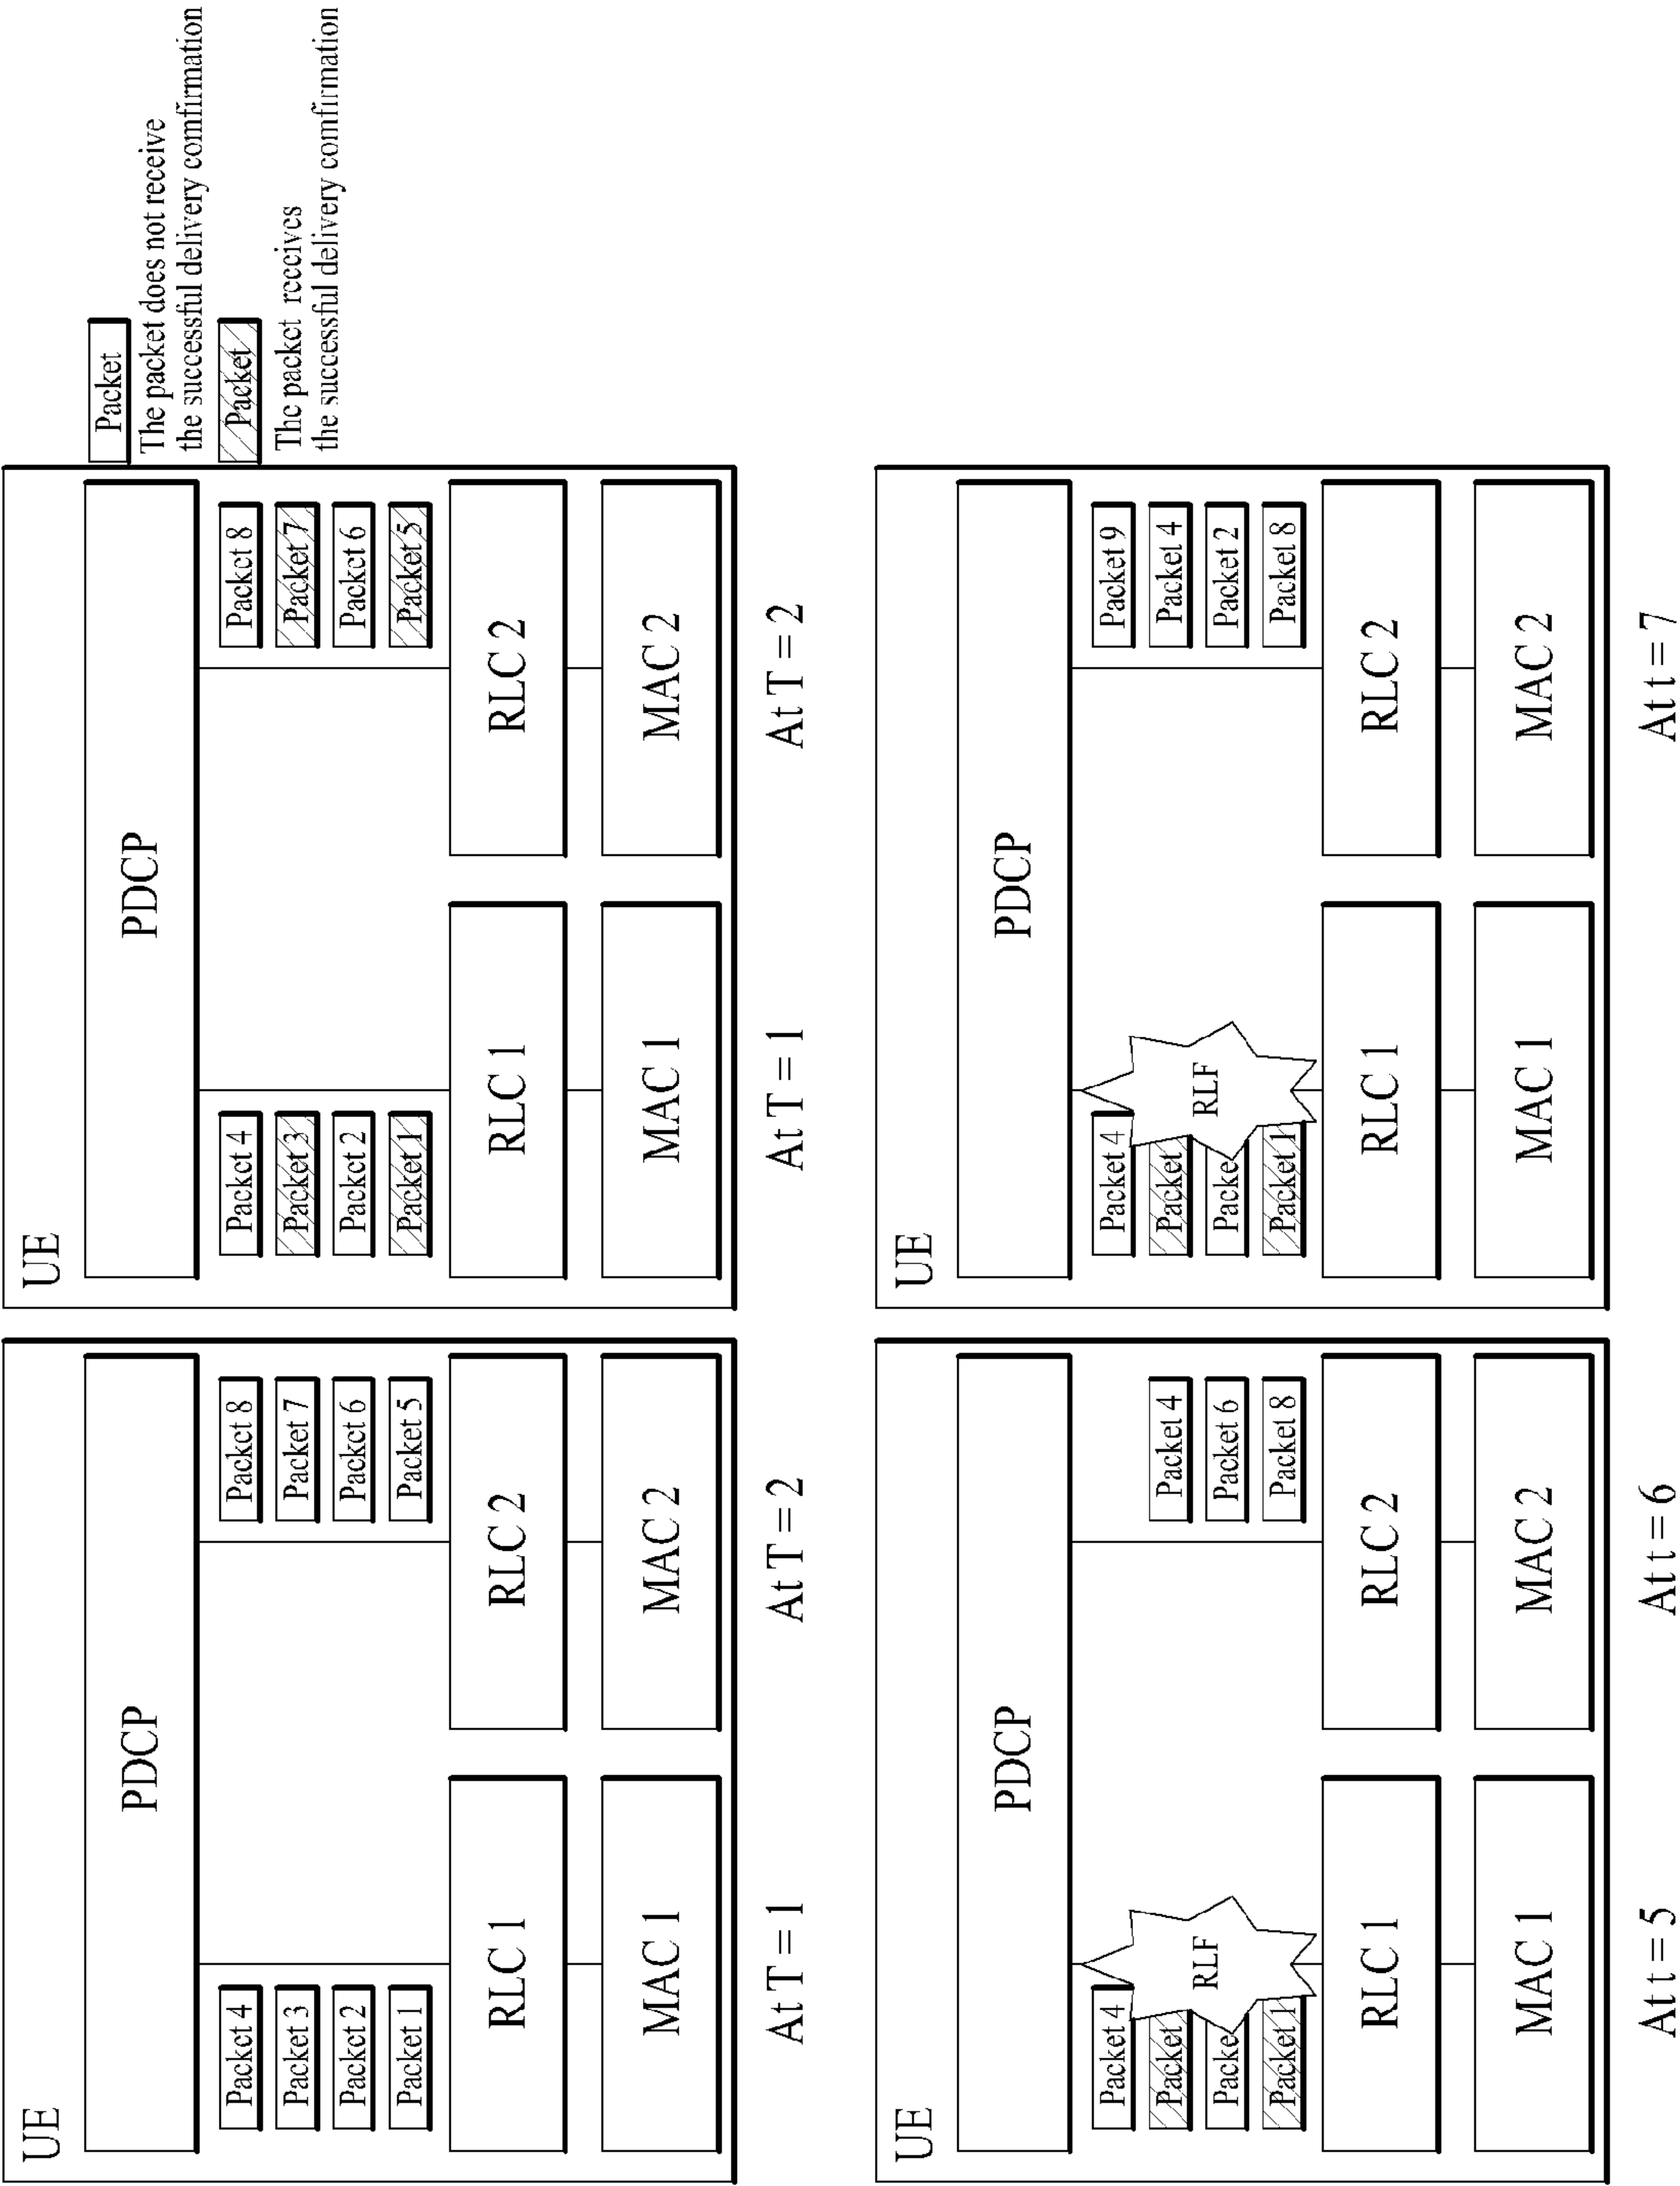 UE
PDCP
Packet 4
Packet 3
Packet 2
Packet 1
Packet 8
Packet 7
Packet 6
Packet 5
RLC 1
RLC 2
MAC 1
MAC 2
At T = 1
At T = 2
UE
PDCP
Packet 4
Packet 3
Packet 2
Packet 1
Packet 8
Packet 7
Packet 6
Packet 5
RLC 1
RLC 2
MAC 1
MAC 2
At T = 1
At T = 2
Packet
The packet does not receive
the successful delivery comfirmation
Packet
The packet receives
the successful delivery comfirmation
UE
PDCP
Packet 4
Packet
Packe
Packet 1
RLF
Packet 4
Packet 6
Packet 8
RLC 1
RLC 2
MAC 1
MAC 2
At t = 5
At t = 6
UE
PDCP
Packet 4
Packet
Packe
Packet 1
RLF
Packet 9
Packet 4
Packet 2
Packet 8
RLC 1
RLC 2
MAC 1
MAC 2
At t = 7